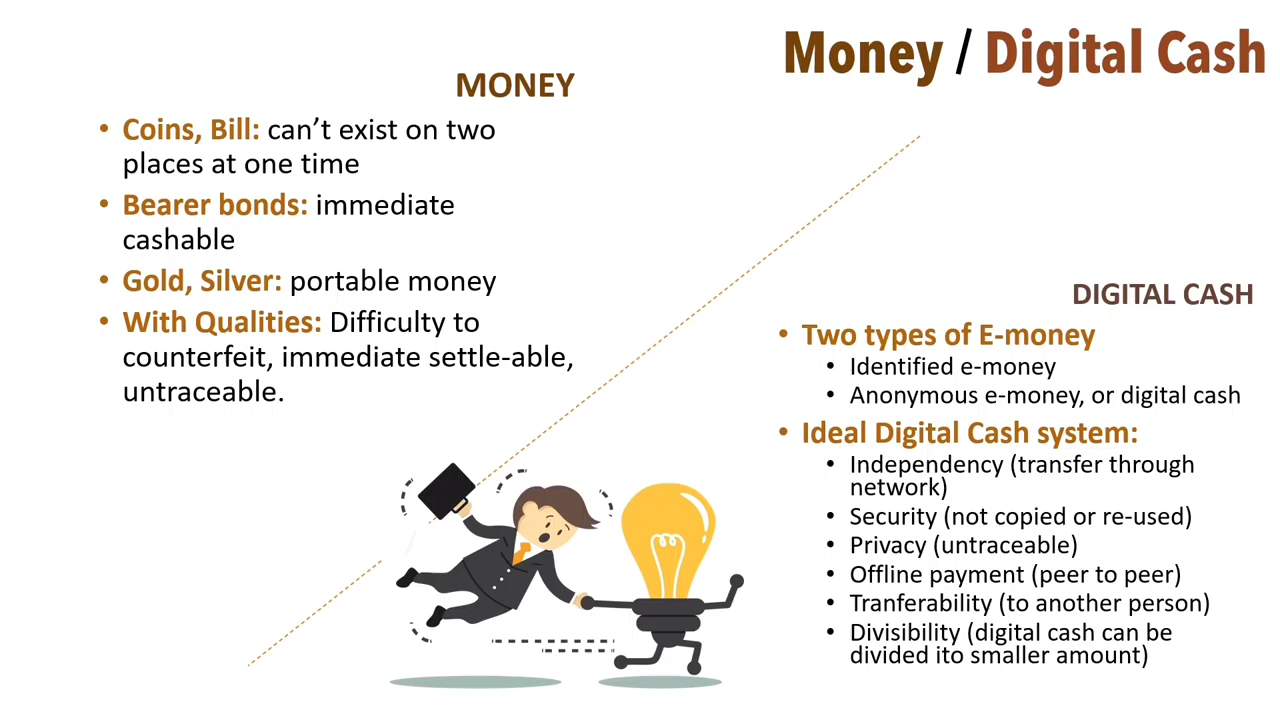 Money / Digital Cash
MONEY
• Coins, Bill: can’t exist on two
places at one time
• Bearer bonds: immediate
cashable
• Gold, Silver: portable money
• With Qualities: Difficulty to
counterfeit, immediate settle-able,
untraceable.
DIGITAL CASH
• Two types of E-money
• Identified e-money
• Anonymous e-money, or digital cash
• Ideal Digital Cash system:
• Independency (transfer through
network)
• Security (not copied or re-used)
• Privacy (untraceable)
• Offline payment (peer to peer)
• Tranferability (to another person)
• Divisibility (digital cash can be
divided ito smaller amount)